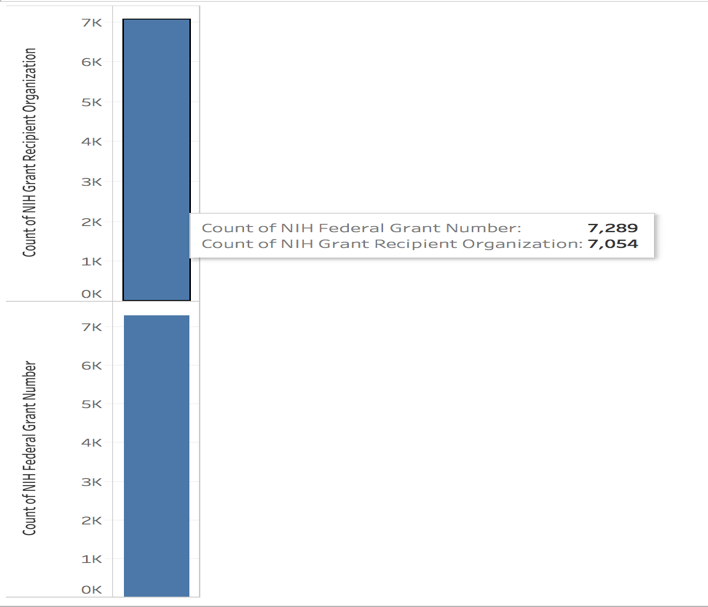 Count of NIH Grant Recipient Organization
7K
6K
5K
4K
3K
2K
1K
0K
Count of NIH Federal Grant Number: 7,289
Count of NIH Grant Recipient Organization: 7,054
Count of NIH Federal Grant Number
7K
6K
5K
4K
3K
2K
1K
0K